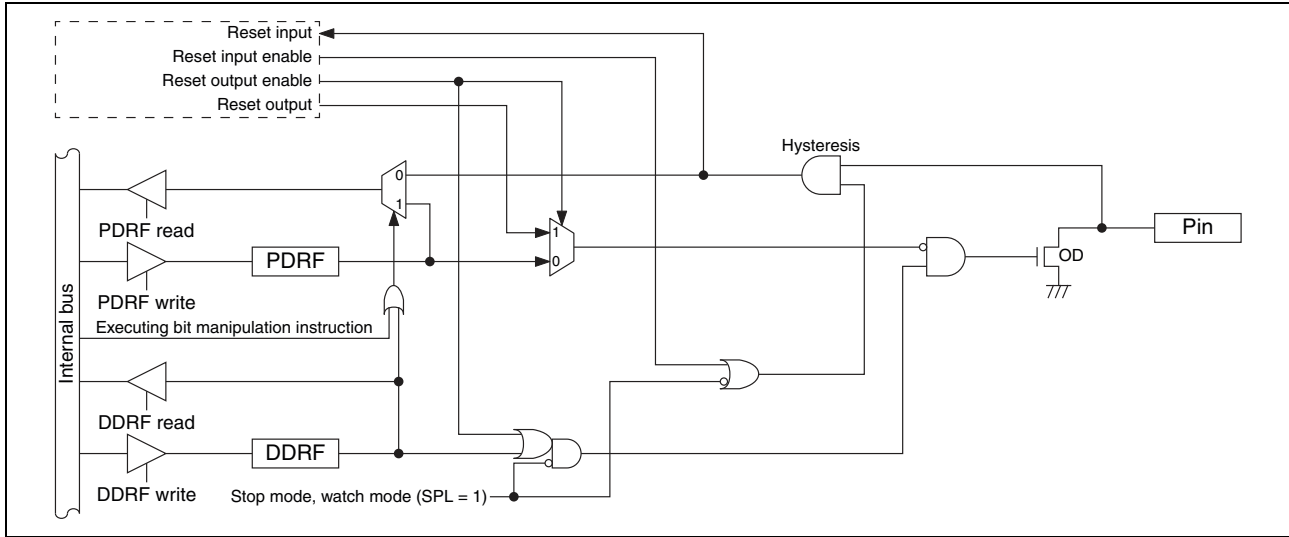 Reset input
Reset input enable
Reset output enable
Reset output
Hysteresis
0
1
PDRF read
1
0
Pin
OD
PDRF
PDRF write
Executing bit manipulation instruction
Internal bus
DDRF read
DDRF
DDRF write
Stop mode, watch mode (SPL = 1)